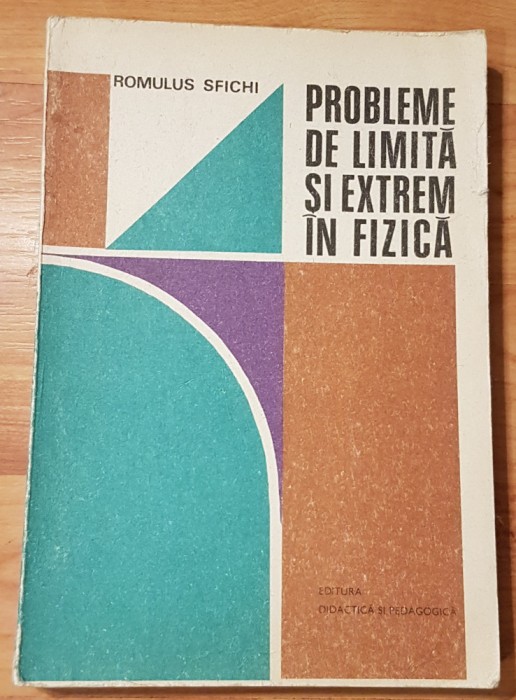 ROMULUS SFICHI
PROBLEME
DE LIMITĂ
ȘI EXTREM
ÎN FIZICĂ
EDITURA
DIDACTICĂ ȘI PEDAGOGICĂ